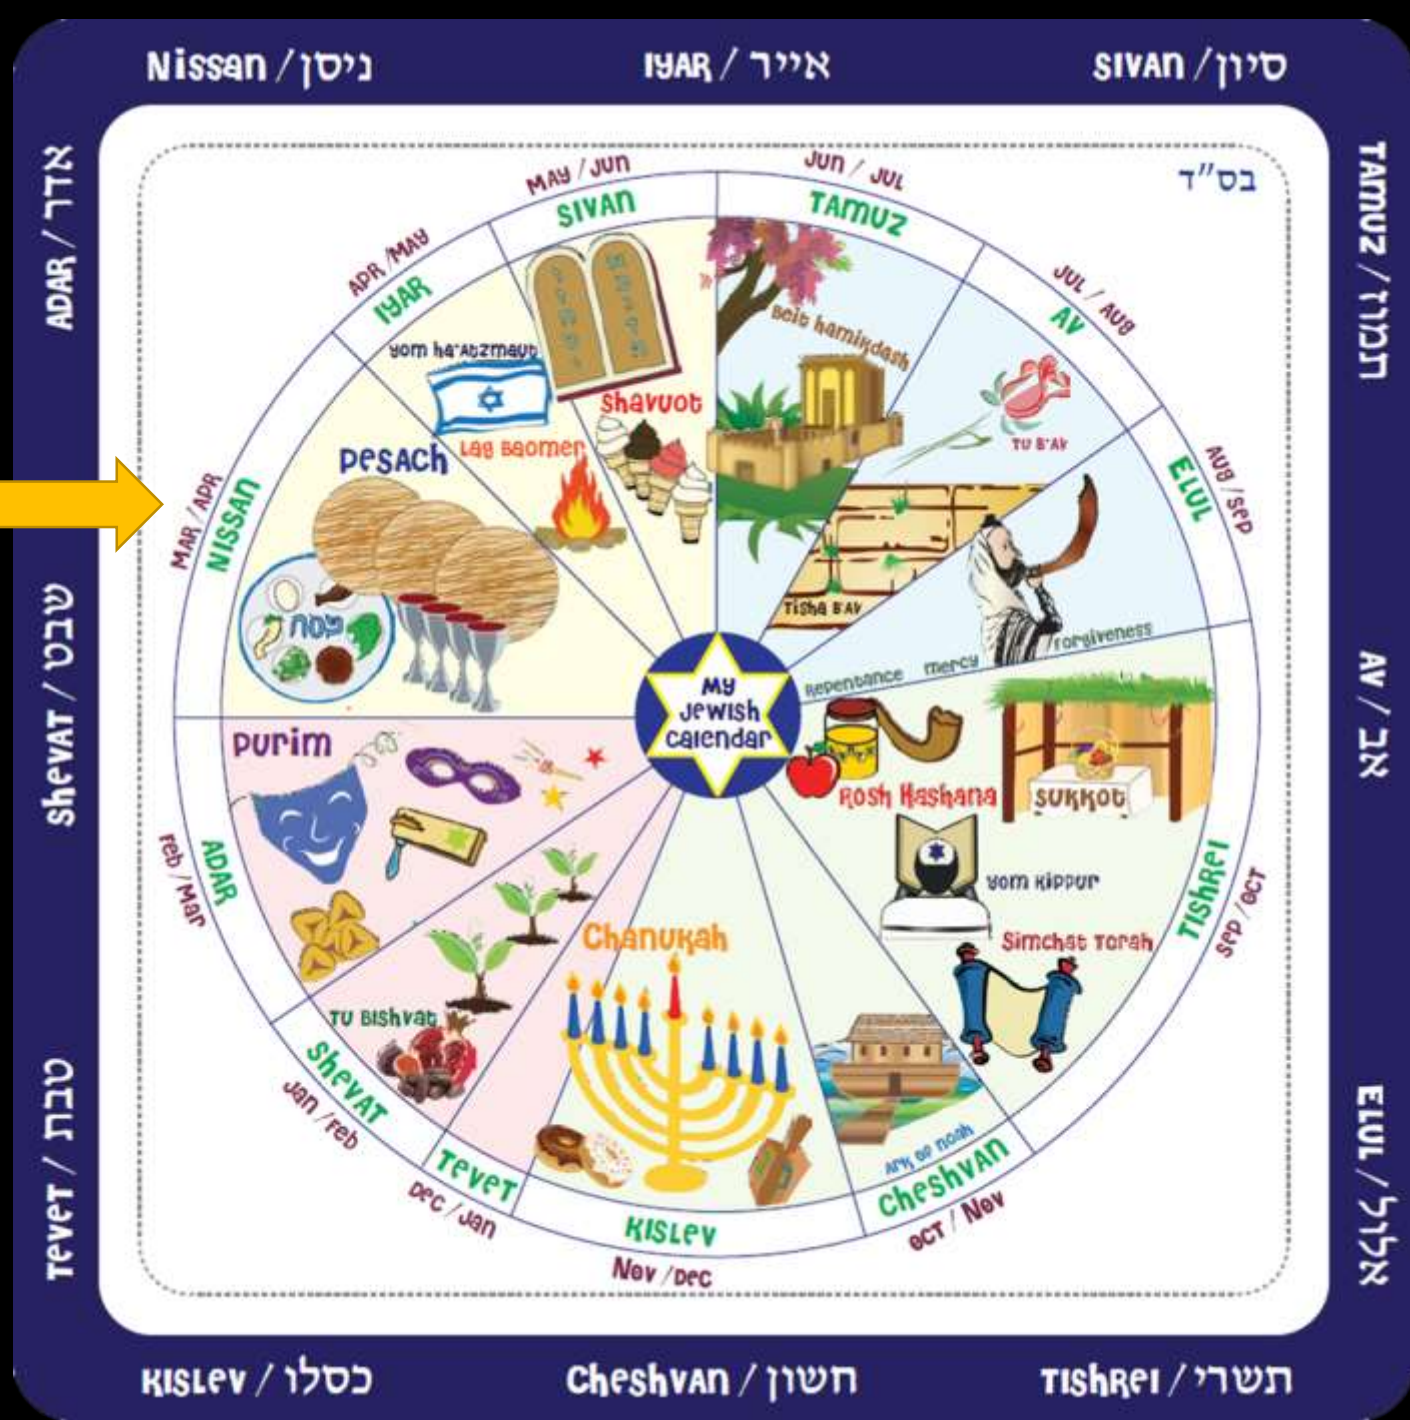 Nissan / ניסן
IYAR / אייר
SIVAN / סיון
ADAR / אדר
SHEVAT / שבט
TEVET / טבת
TAMUZ / תמוז
AV / אב
ELUL / אלול
בס"ד
JUN / JUL
TAMUZ
Beit hamikdash
JUL / AUG
AV
TU B'AV
Tisha B'AV
AUG / SEP
ELUL
Repentance mercy forgiveness
Rosh Hashana
SUKKOT
Yom Kippur
Simchat Torah
TISHREI
SEP / OCT
Ark of Noah
CHESHVAN
OCT / Nov
Chanukah
KISLEV
Nov / DEC
TEVET
DEC / Jan
TU BISHVAT
SHEVAT
Jan / Feb
Purim
ADAR
Feb / Mar
PESACH
פסח
NISSAN
MAR / APR
Yom ha'Atzmaut
Lag Baomer
IYAR
APR / MAY
Shavuot
SIVAN
MAY / JUN
My
Jewish
calendar
KISLEV / כסלו
CHESHVAN / חשון
TISHREI / תשרי